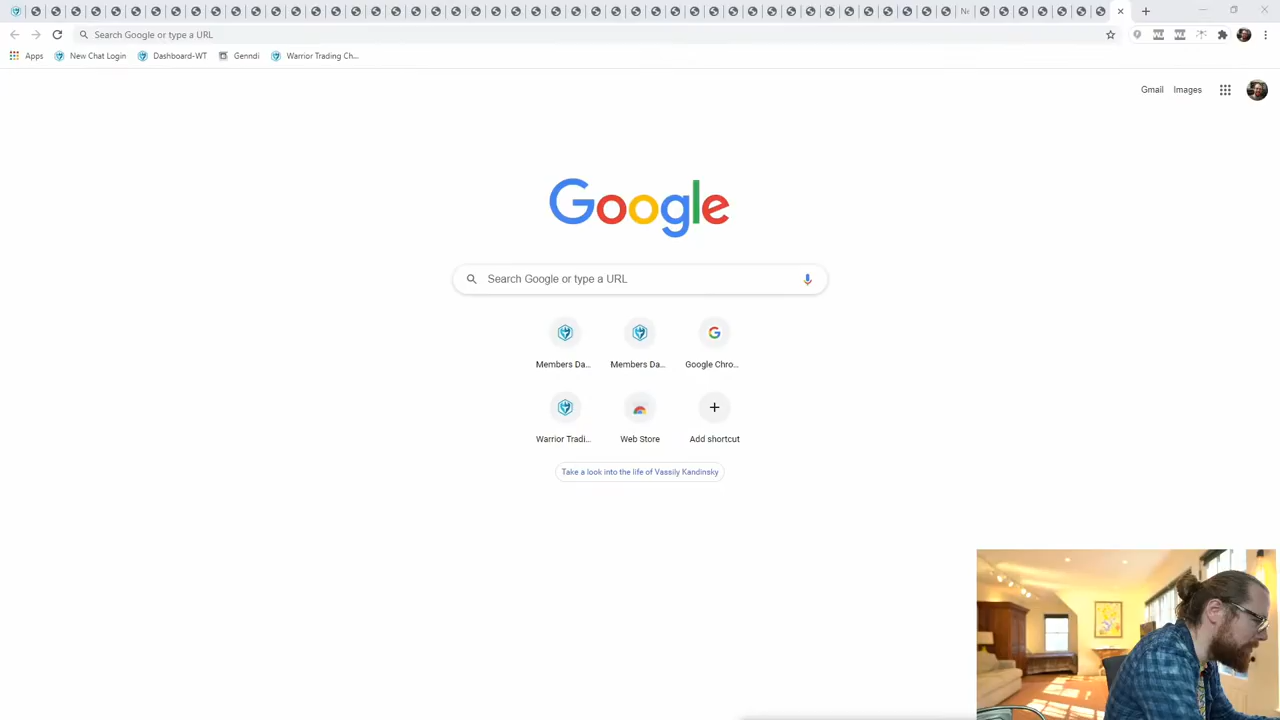 Ne
Search Google or type a URL
Apps
New Chat Login
Dashboard-WT
Genndi
Warrior Trading Ch...
Gmail
Images
Google
Search Google or type a URL
Members Da...
Members Da...
Google Chro...
Warrior Tradi...
Web Store
Add shortcut
Take a look into the life of Vassily Kandinsky